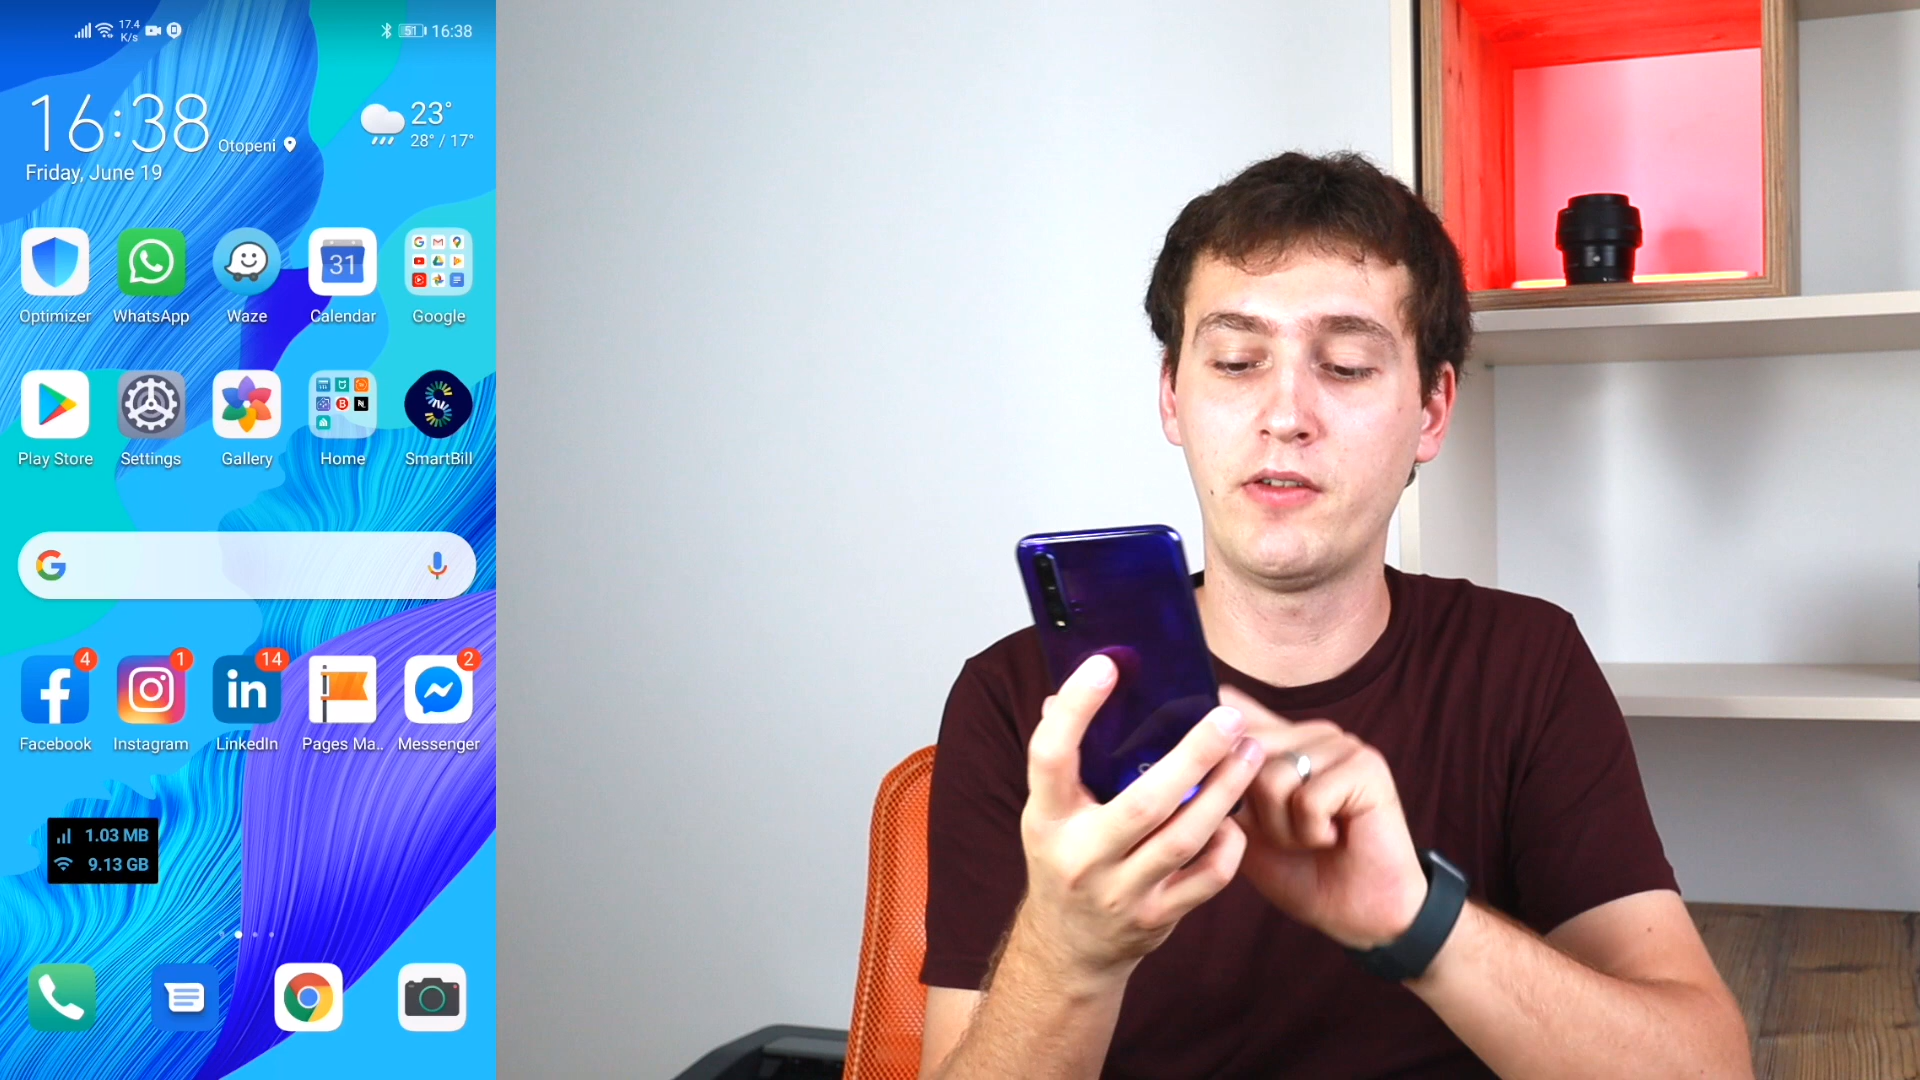 17.4
K/s
51
16:38
16:38
Otopeni
Friday, June 19
23°
28° / 17°
31
Optimizer
WhatsApp
Waze
Calendar
Google
Play Store
Settings
Gallery
Home
SmartBill
4
1
in
14
2
Facebook
Instagram
LinkedIn
Pages Ma..
Messenger
1.03 MB
9.13 GB